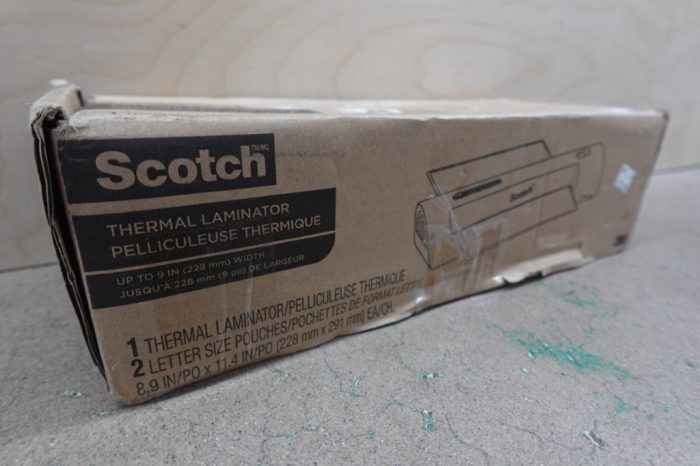 Scotch TM/MC
THERMAL LAMINATOR
PELLICULEUSE THERMIQUE
UP TO 9 IN (228 mm) WIDTH
JUSQU'À 228 mm (9 po) DE LARGEUR
Scotch
1 THERMAL LAMINATOR/PELLICULEUSE THERMIQUE
2 LETTER SIZE POUCHES/POCHETTES DE FORMAT LETT
8.9 IN/PO x 11.4 IN/PO (228 mm x 291 mm) EA/CH